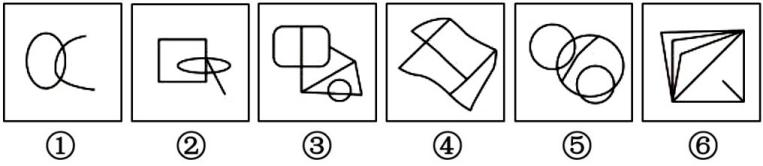 ① ② ③ ④ ⑤ ⑥